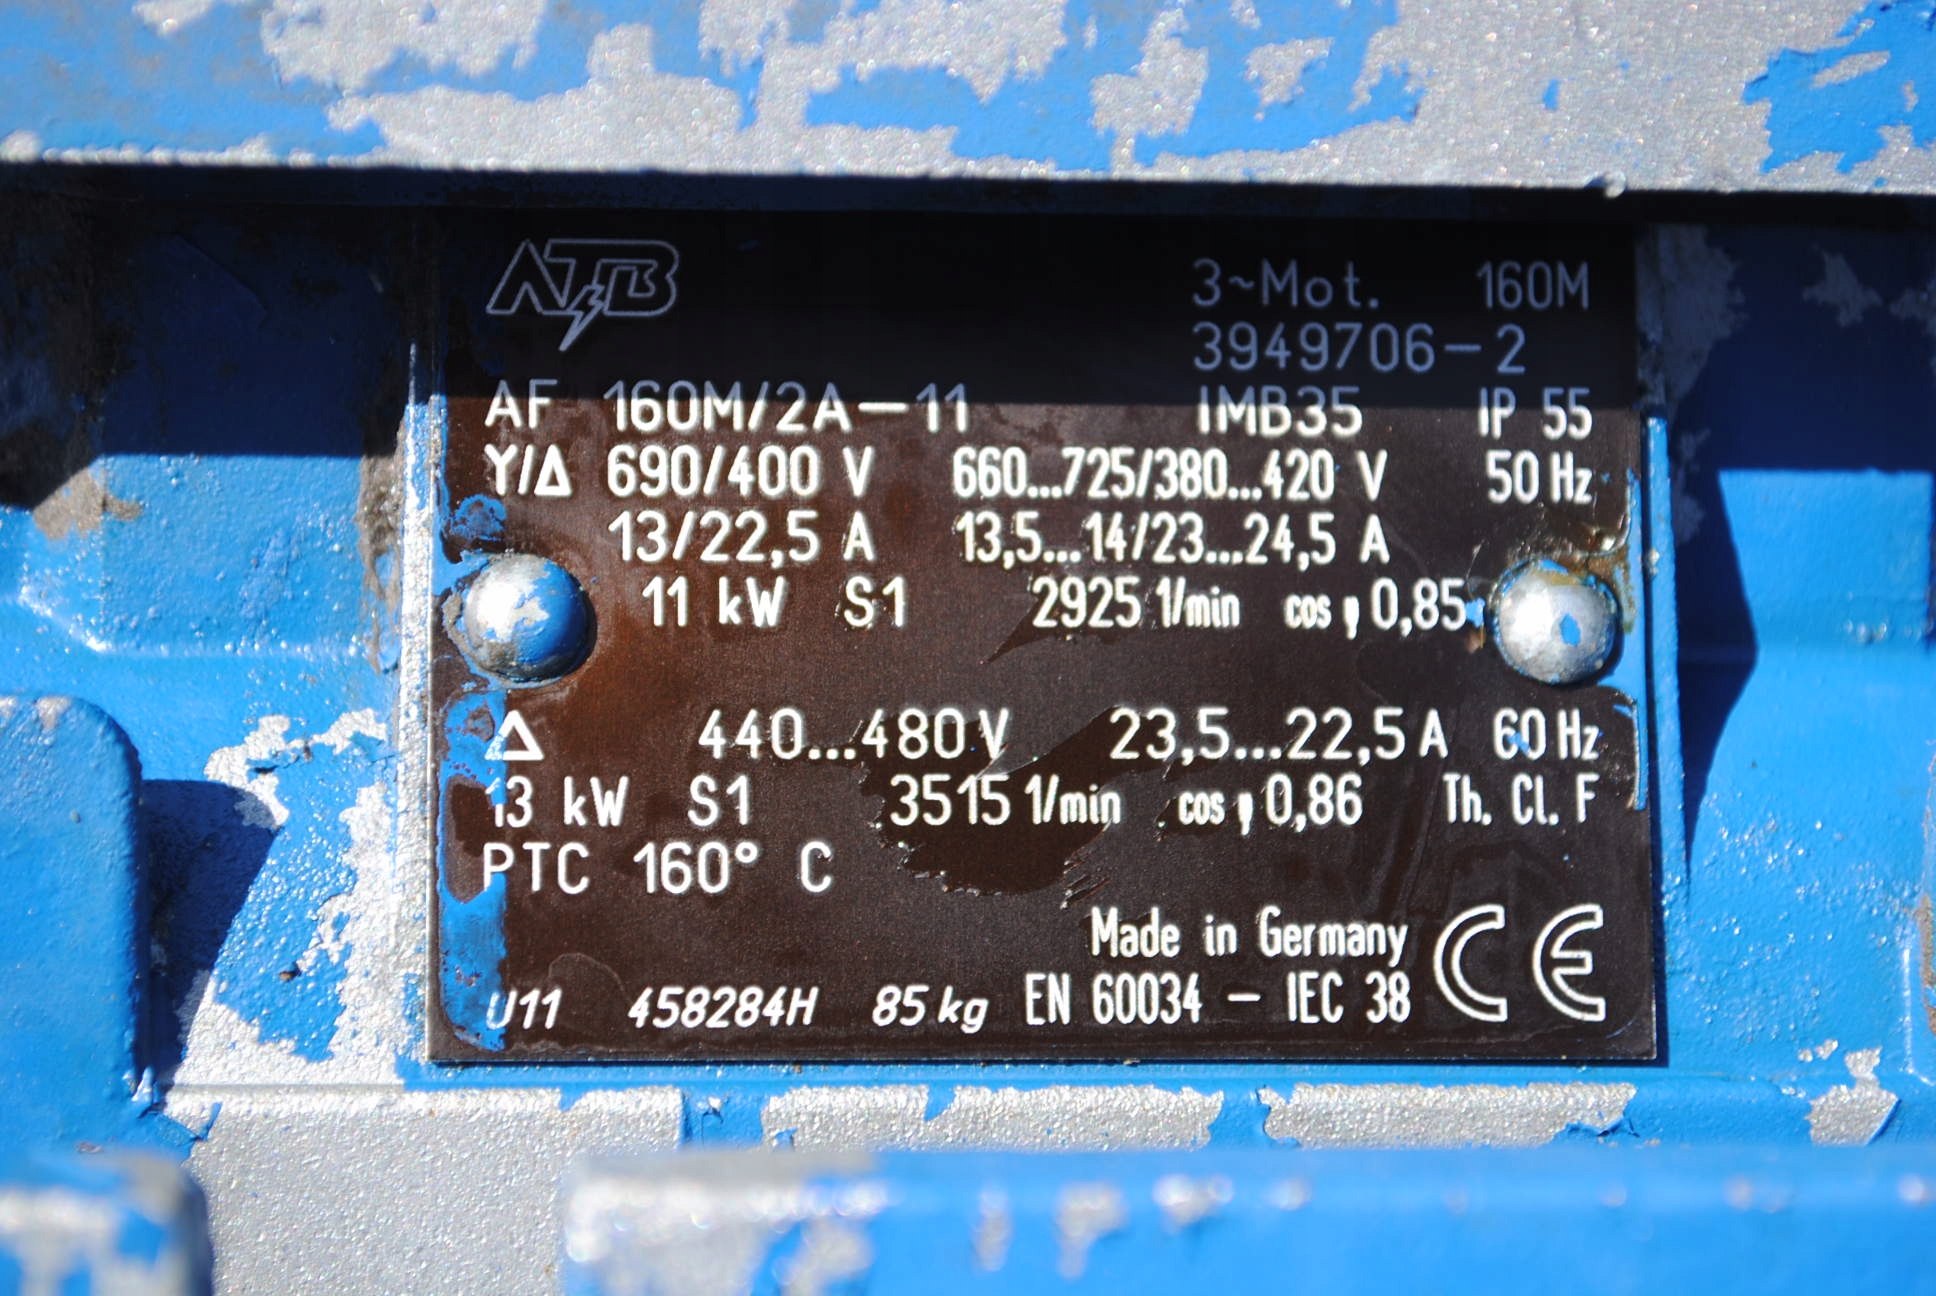 ATB
3~Mot. 160M
3949706-2
AF 160M/2A-11 IMB35 IP 55
Y/Δ 690/400 V 660...725/380...420 V 50 Hz
13/22,5 A 13,5...14/23...24,5 A
11 kW S1 2925 1/min cos φ 0,85
Δ 440...480 V 23,5...22,5 A 60 Hz
13 kW S1 3515 1/min cos φ 0,86 Th. Cl. F
PTC 160° C
Made in Germany CE
U11 458284H 85 kg EN 60034 - IEC 38